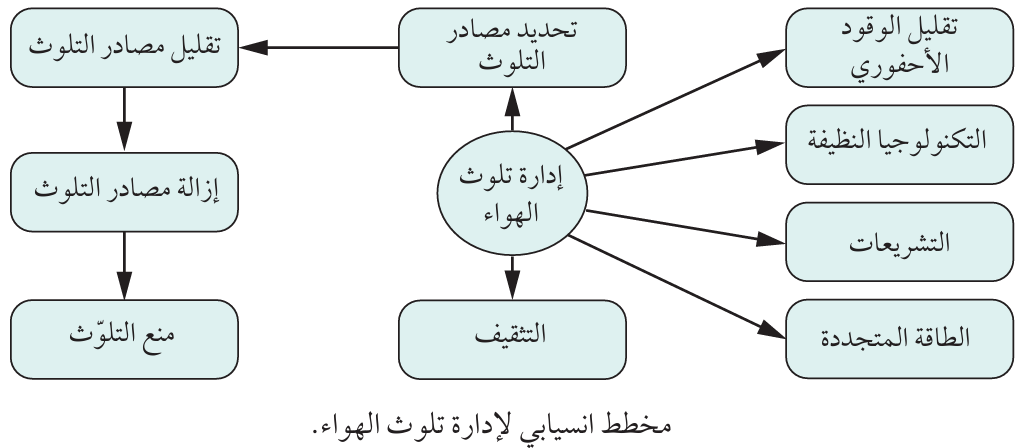 تقليل الوقود
الأحفوري
تحديد مصادر
التلوث
تقليل مصادر التلوث
التكنولوجيا النظيفة
إدارة تلوث
الهواء
إزالة مصادر التلوث
التشريعات
الطاقة المتجددة
التثقيف
منع التلوّث
مخطط انسيابي لإدارة تلوث الهواء.